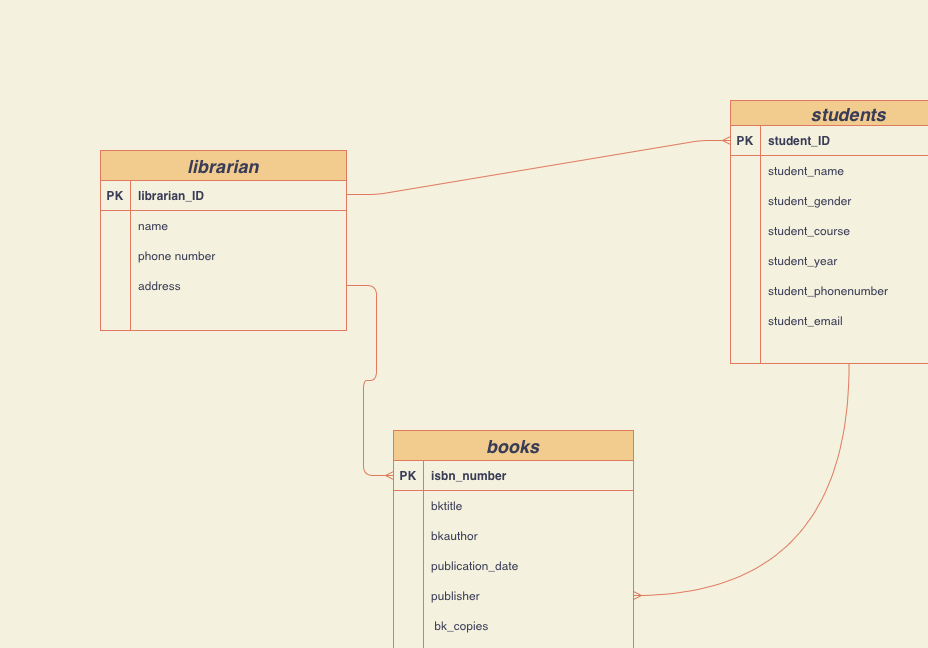 students
PK student_ID
student_name
student_gender
student_course
student_year
student_phonenumber
student_email
librarian
PK librarian_ID
name
phone number
address
books
PK isbn_number
bktitle
bkauthor
publication_date
publisher
bk_copies